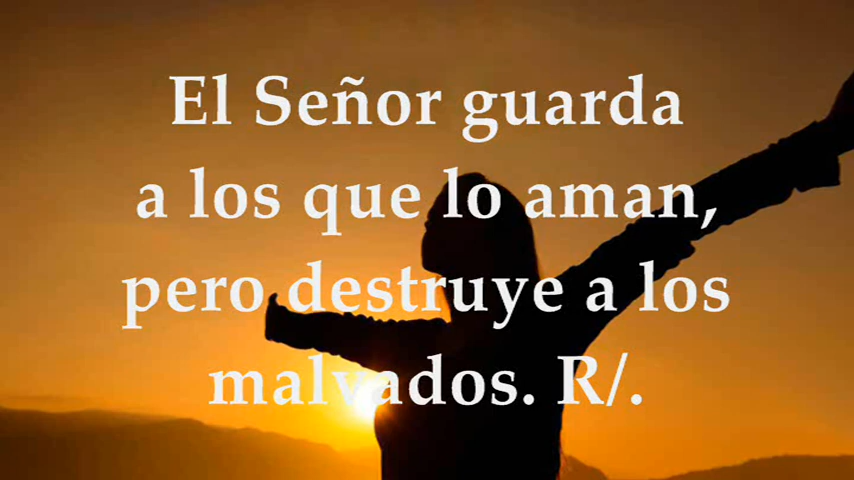 El Señor guarda
a los que lo aman,
pero destruye a los
malvados. R/.